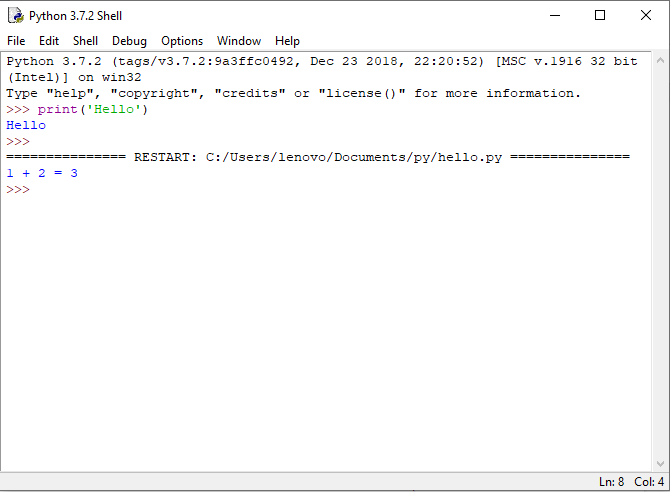 Python 3.7.2 Shell
File Edit Shell Debug Options Window Help
Python 3.7.2 (tags/v3.7.2:9a3ffc0492, Dec 23 2018, 22:20:52) [MSC v.1916 32 bit
(Intel)] on win32
Type "help", "copyright", "credits" or "license()" for more information.
>>> print('Hello')
Hello
>>>
=============== RESTART: C:/Users/lenovo/Documents/py/hello.py ===============
1 + 2 = 3
>>>
Ln: 8 Col: 4